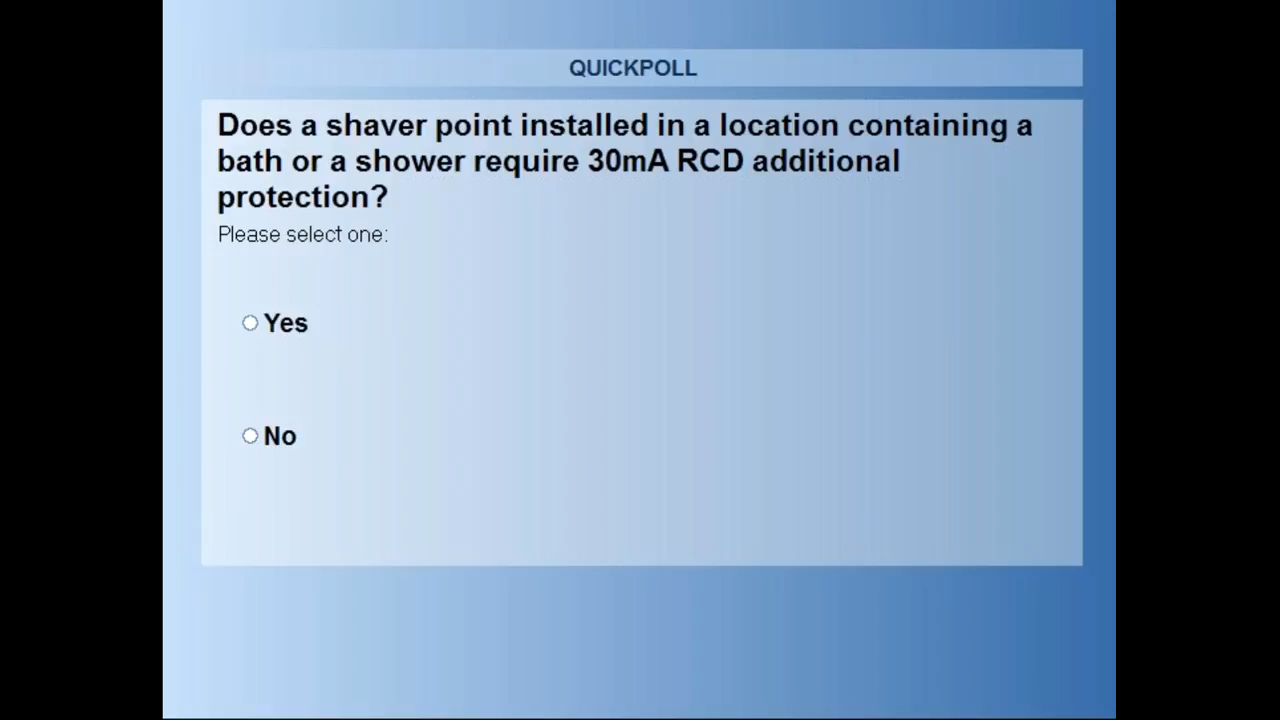 QUICKPOLL
Does a shaver point installed in a location containing a
bath or a shower require 30mA RCD additional
protection?
Please select one:
Yes
No